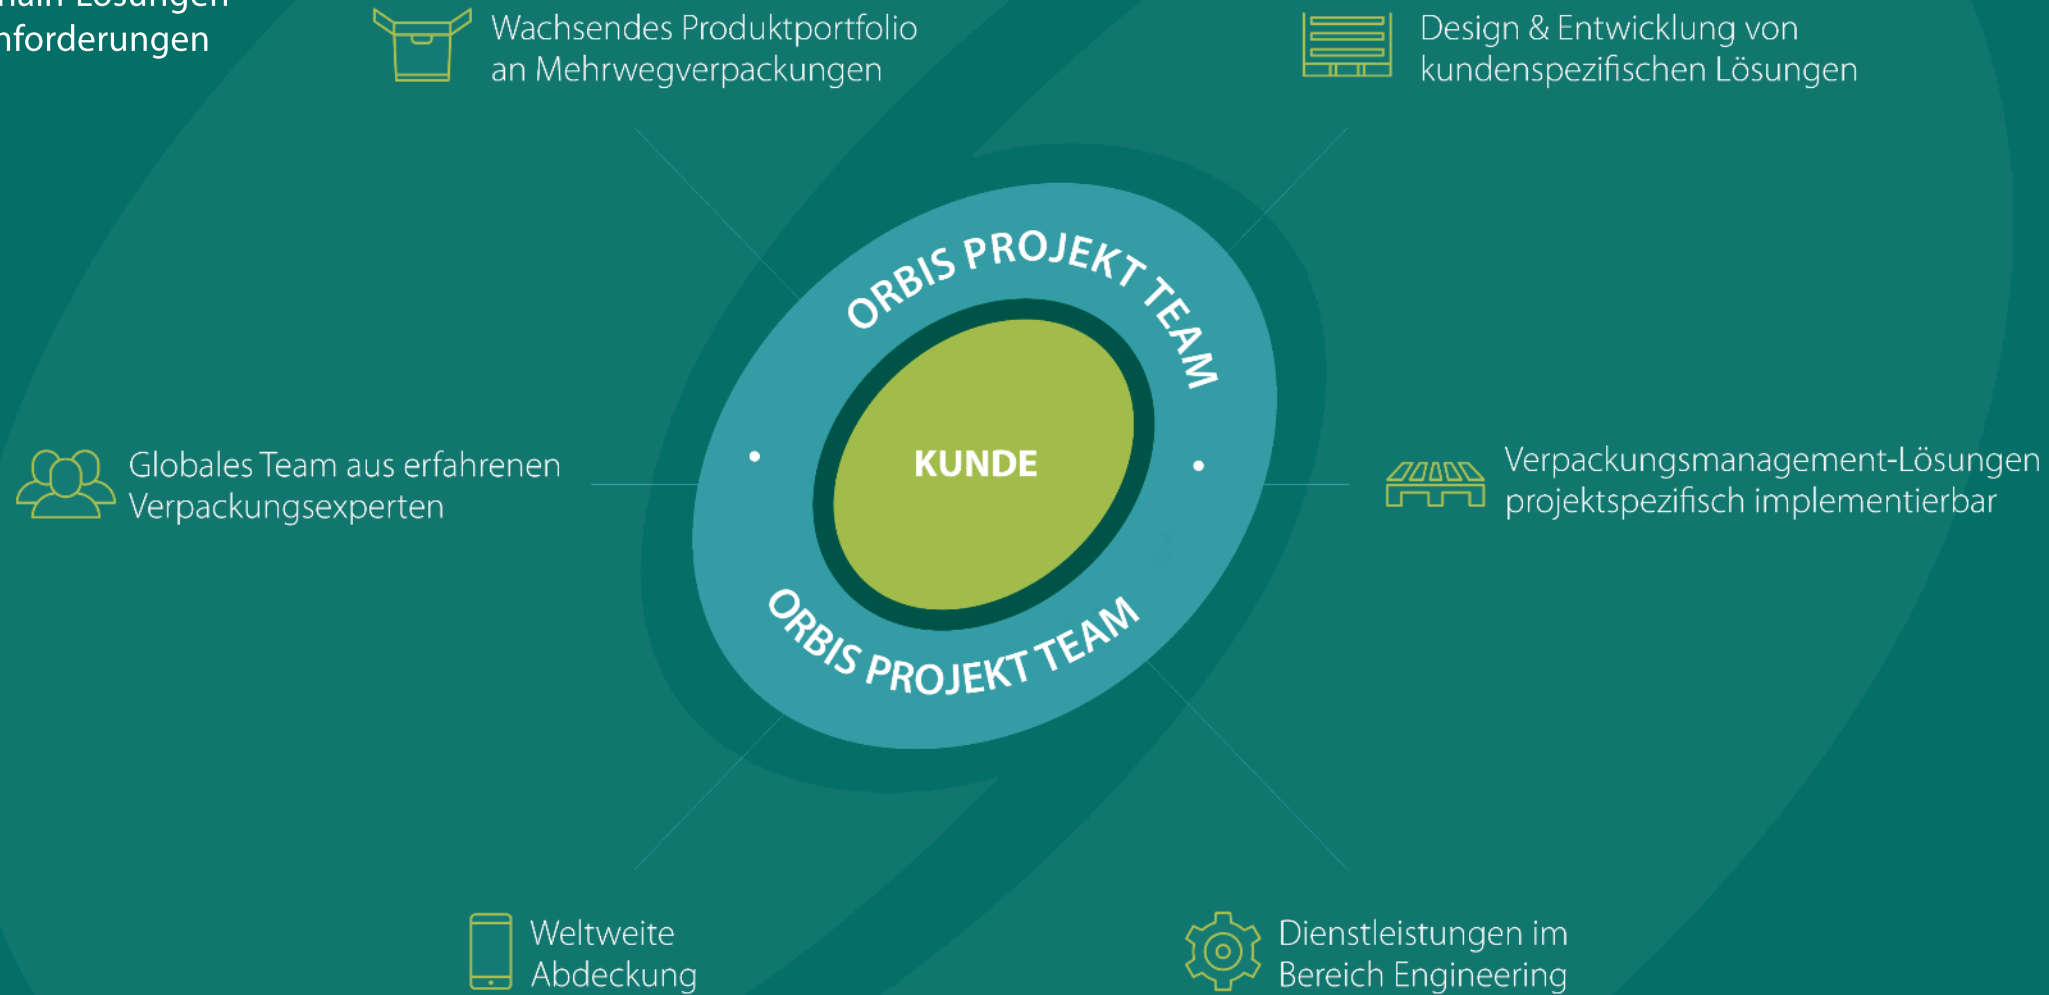 Lösungen
Wachsendes Produktportfolio
an Mehrwegverpackungen
Design & Entwicklung von
kundenspezifischen Lösungen
ORBIS PROJEKT TEAM
KUNDE
Globales Team aus erfahrenen
Verpackungsexperten
Verpackungsmanagement-Lösungen
projektspezifisch implementierbar
ORBIS PROJEKT TEAM
Weltweite
Abdeckung
Dienstleistungen im
Bereich Engineering